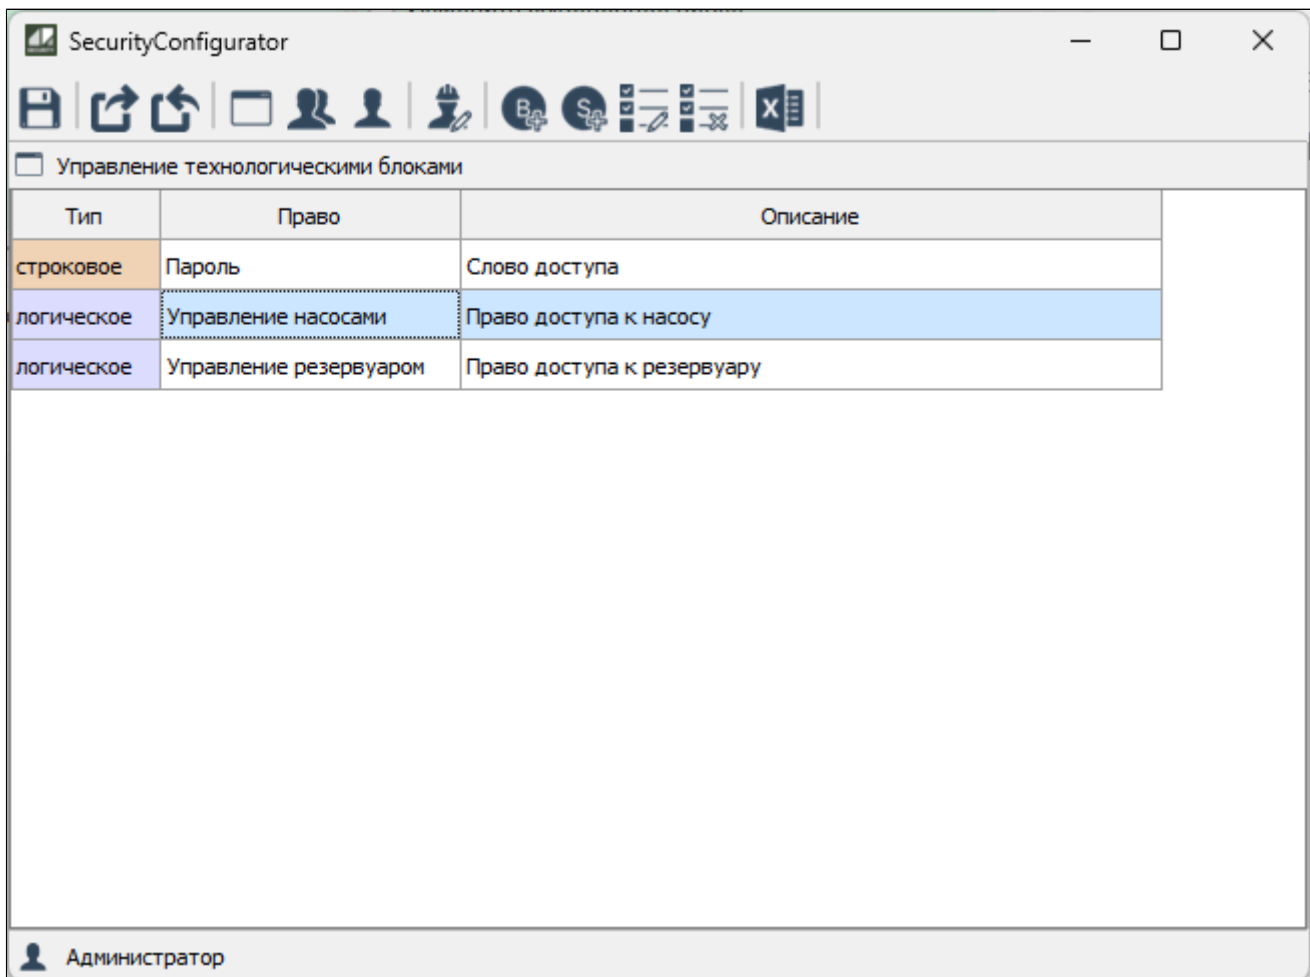 SecurityConfigurator
B S X
Управление технологическими блоками
Тип Право Описание
строковое Пароль Слово доступа
логическое Управление насосами Право доступа к насосу
логическое Управление резервуаром Право доступа к резервуару
Администратор